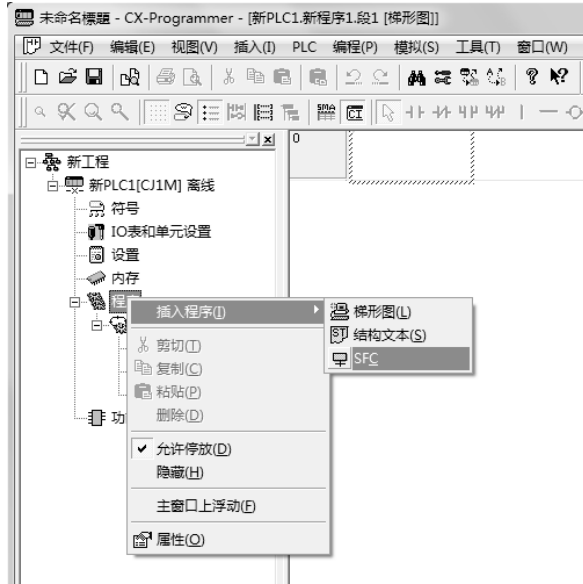 未命名標題 - CX-Programmer - [新PLC1.新程序1.段1 [梯形图]]
文件(F) 编辑(E) 视图(V) 插入(I) PLC 编程(P) 模拟(S) 工具(T) 窗口(W)
SMA
0
新工程
新PLC1[CJ1M] 离线
符号
IO表和单元设置
设置
内存
程序
插入程序(I)
梯形图(L)
ST 结构文本(S)
SFC
剪切(T)
复制(C)
粘贴(P)
删除(D)
功
允许停放(D)
隐藏(H)
主窗口上浮动(F)
属性(O)